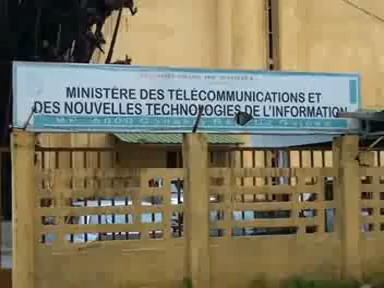 MINISTÈRE DES TÉLÉCOMMUNICATIONS ET
DES NOUVELLES TECHNOLOGIES DE L'INFORMATION